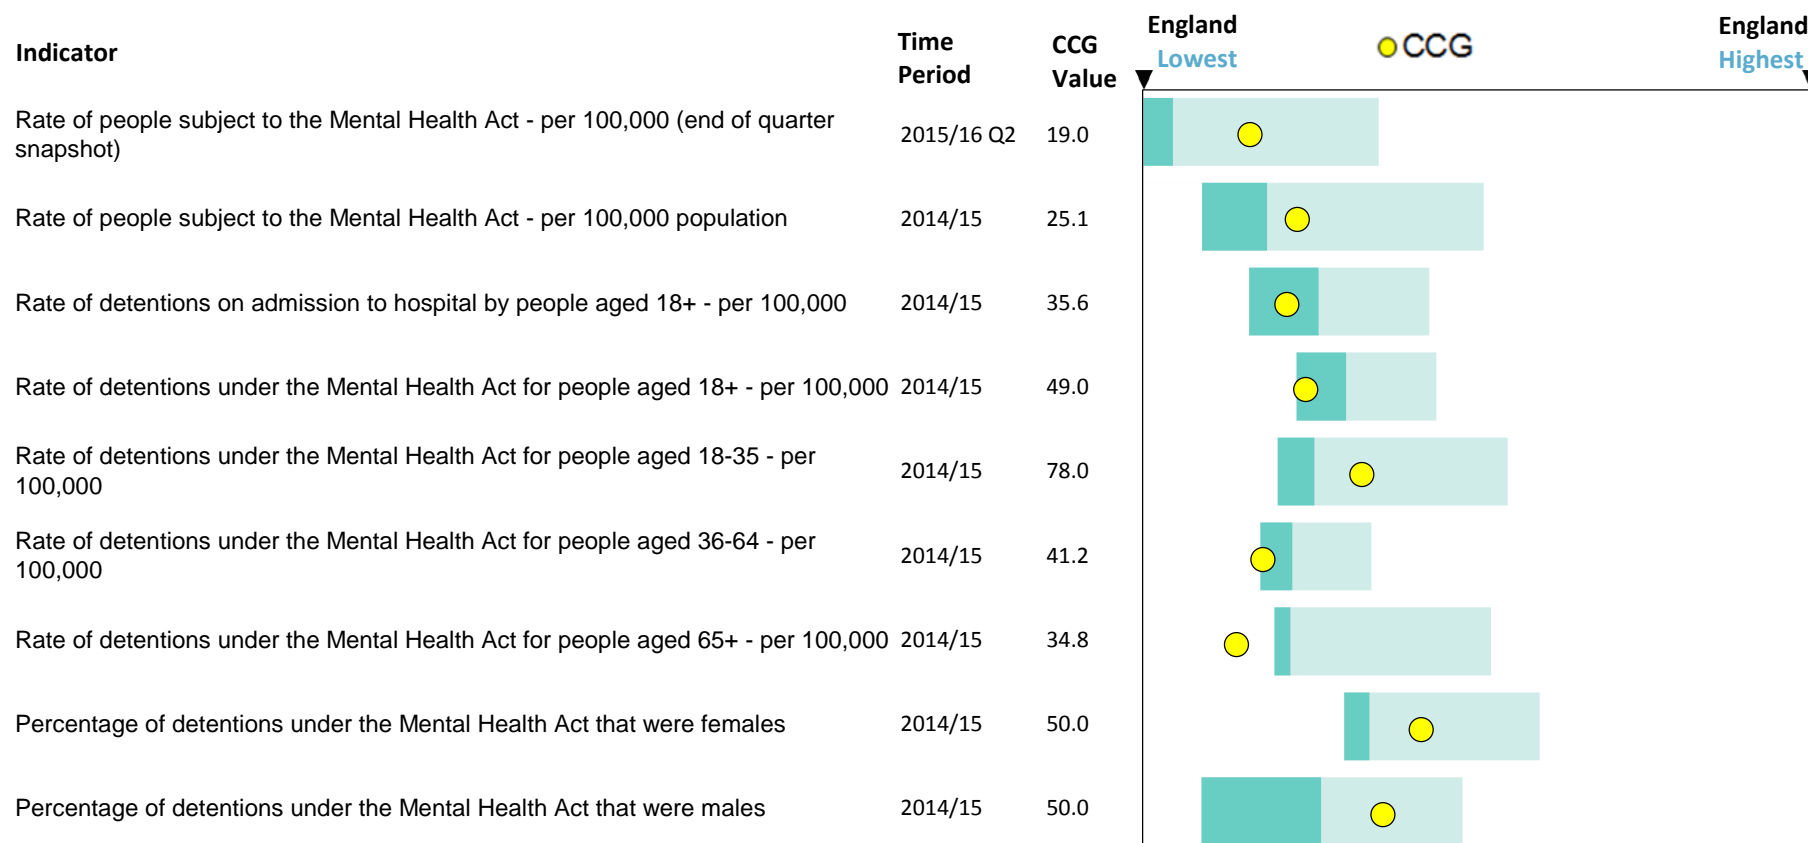 Indicator
Time Period
CCG Value
England Lowest
CCG
England Highest
Rate of people subject to the Mental Health Act - per 100,000 (end of quarter
snapshot)
2015/16 Q2
19.0
Rate of people subject to the Mental Health Act - per 100,000 population
2014/15
25.1
Rate of detentions on admission to hospital by people aged 18+ - per 100,000
2014/15
35.6
Rate of detentions under the Mental Health Act for people aged 18+ - per 100,000
2014/15
49.0
Rate of detentions under the Mental Health Act for people aged 18-35 - per
100,000
2014/15
78.0
Rate of detentions under the Mental Health Act for people aged 36-64 - per
100,000
2014/15
41.2
Rate of detentions under the Mental Health Act for people aged 65+ - per 100,000
2014/15
34.8
Percentage of detentions under the Mental Health Act that were females
2014/15
50.0
Percentage of detentions under the Mental Health Act that were males
2014/15
50.0